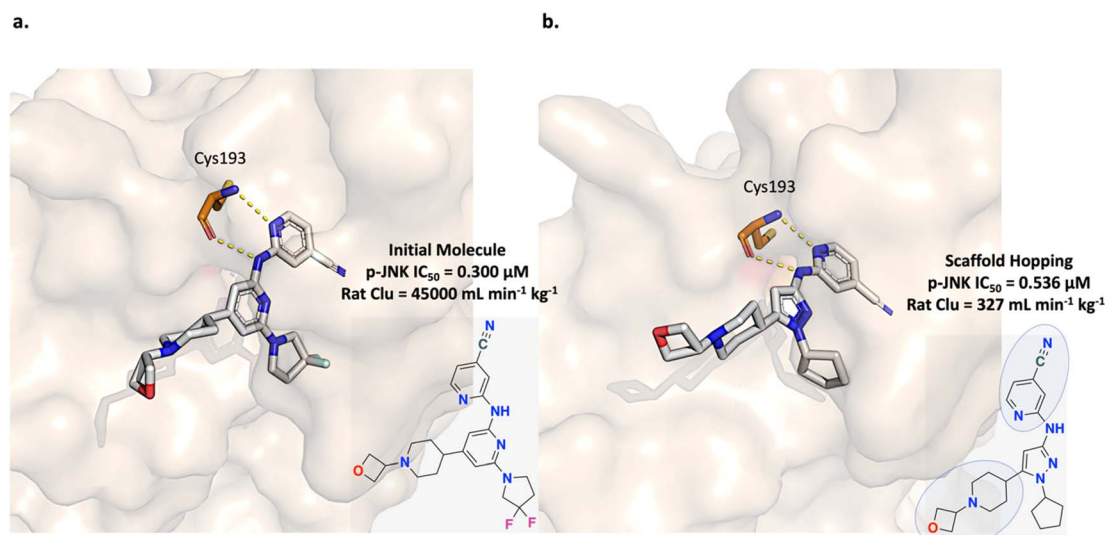 a.
b.
Cys193
Initial Molecule
p-JNK IC50 = 0.300 µM
Rat Clu = 45000 mL min-1 kg-1
N
C
N
NH
N
N
O
N
F
F
Cys193
Scaffold Hopping
p-JNK IC50 = 0.536 µM
Rat Clu = 327 mL min-1 kg-1
N
C
N
NH
N
N
N
O